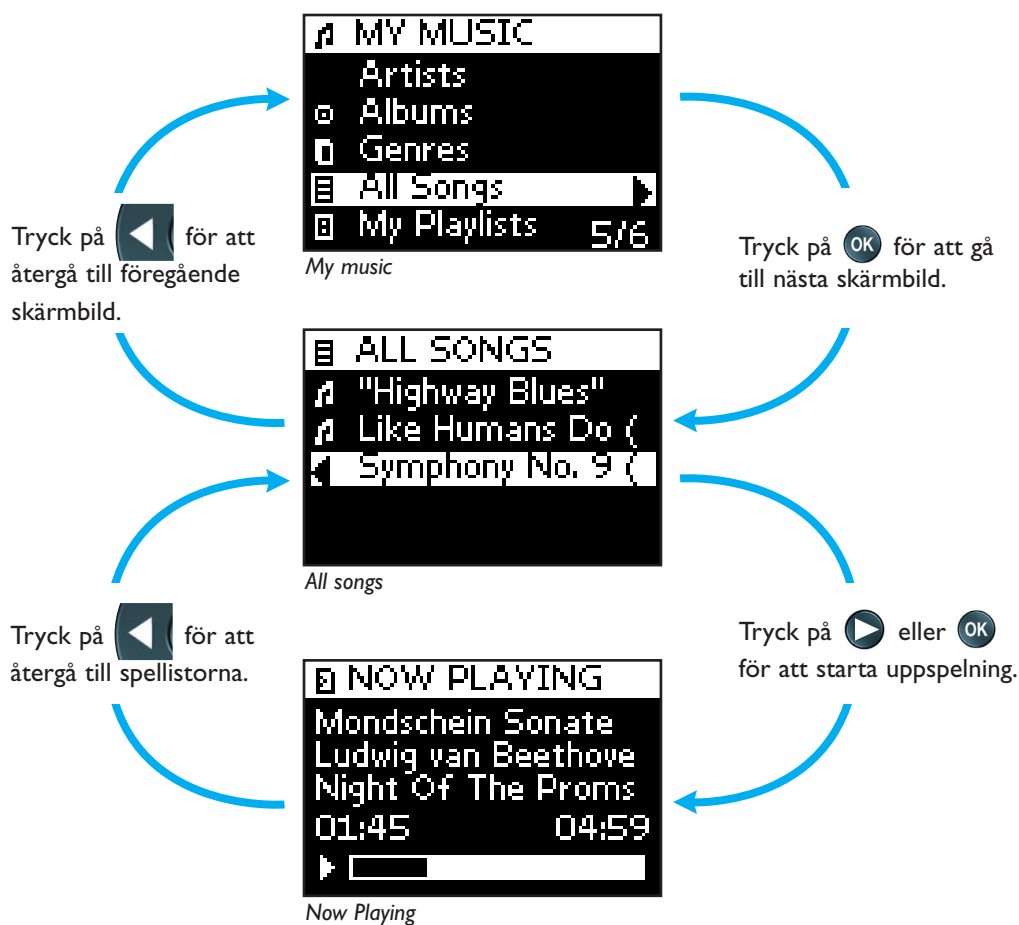 MY MUSIC
Artists
Albums
Genres
All Songs
My Playlists 5/6
My music
Tryck på för att
återgå till föregående
skärmbild.
Tryck på OK för att gå
till nästa skärmbild.
ALL SONGS
"Highway Blues"
Like Humans Do (
Symphony No. 9 (
All songs
Tryck på för att
återgå till spellistorna.
Tryck på eller OK
för att starta uppspelning.
NOW PLAYING
Mondschein Sonate
Ludwig van Beethove
Night Of The Proms
01:45 04:59
Now Playing